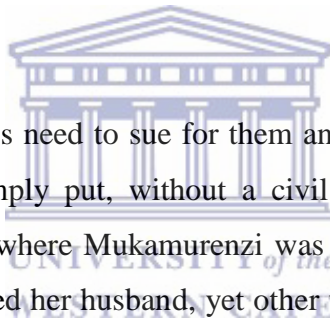 s need to sue for them an
mply put, without a civil
where Mukamurenzi was
UNIVERSITY of the
ed her husband, yet other
WESTERN CAPE